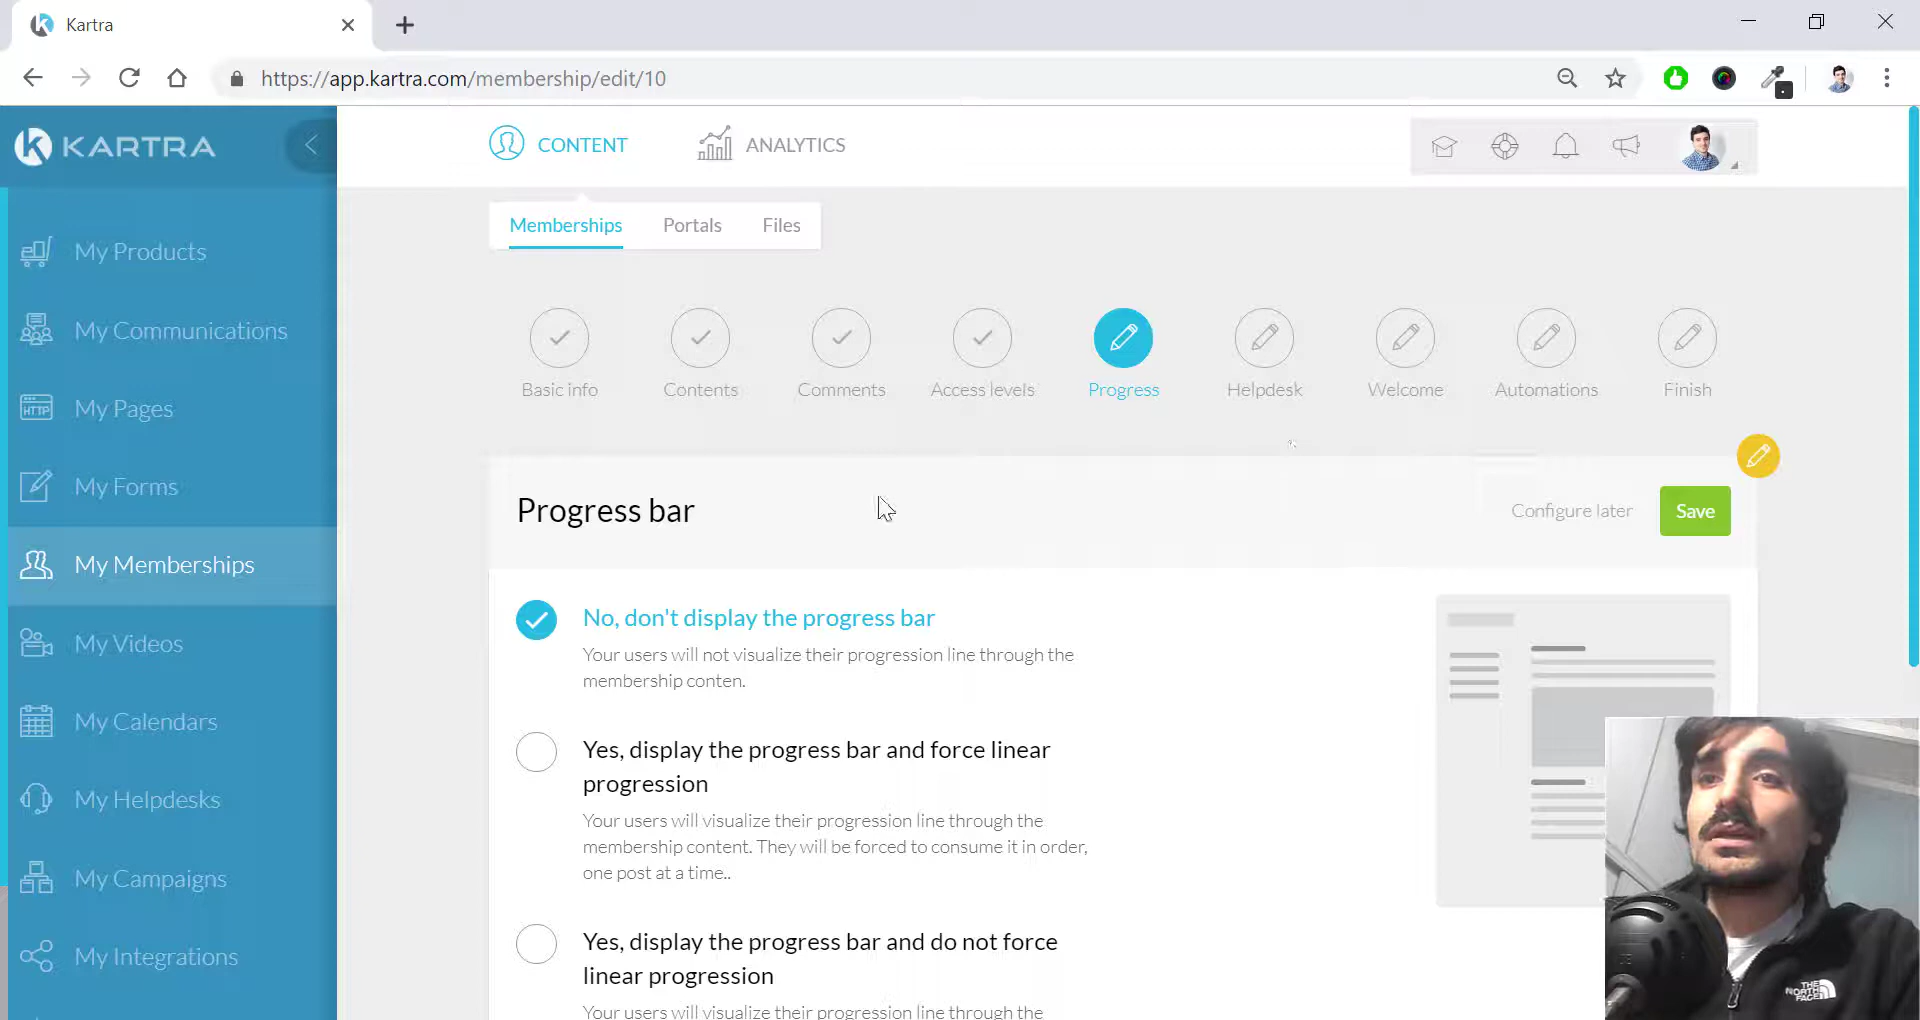 Kartra
https://app.kartra.com/membership/edit/10
KARTRA
CONTENT
ANALYTICS
Memberships
Portals
Files
My Products
My Communications
My Pages
HTTP
My Forms
My Memberships
My Videos
My Calendars
My Helpdesks
My Campaigns
My Integrations
Basic info
Contents
Comments
Access levels
Progress
Helpdesk
Welcome
Automations
Finish
Progress bar
Configure later
Save
No, don't display the progress bar
Your users will not visualize their progression line through the
membership conten.
Yes, display the progress bar and force linear
progression
Your users will visualize their progression line through the
membership content. They will be forced to consume it in order,
one post at a time..
Yes, display the progress bar and do not force
linear progression
Your users will visualize their progression line through the
THE
NORTH
FACE